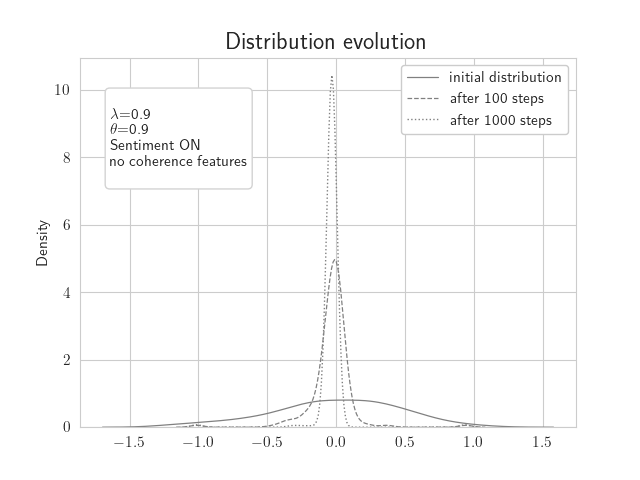 Distribution evolution
initial distribution
after 100 steps
after 1000 steps
λ=0.9
θ=0.9
Sentiment ON
no coherence features
Density
10
8
6
4
2
0
−1.5 −1.0 −0.5 0.0 0.5 1.0 1.5